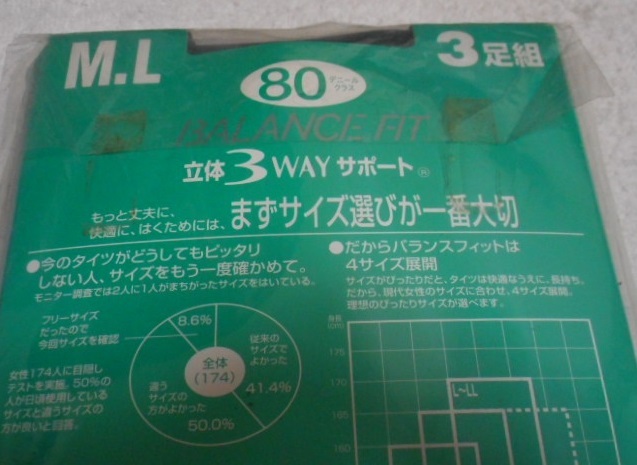 M.L
3足組
80
デニール
クラス
BALANCE FIT
立体3WAYサポート®
もっと丈夫に、
快適に、はくためには、まずサイズ選びが一番大切
●今のタイツがどうしてもピッタリ
しない人、サイズをもう一度確かめて。
モニター調査では2人に1人がまちがったサイズをはいている。
フリーサイズ
だったので
今回サイズを確認
8.6%
従来の
サイズで
よかった
41.4%
全体
(174)
違う
サイズの
方がよかった
50.0%
女性174人に目隠し
テストを実施。50%の
人が日頃使用している
サイズと違うサイズの
方が良いと回答。
●だからバランスフィットは
4サイズ展開
サイズがぴったりだと、タイツは快適なうえに、長持ち。
だから、現代女性のサイズに合わせ、4サイズ展開。
理想のぴったりサイズが選べます。
身長
(cm)
175
170
165
160
L~LL